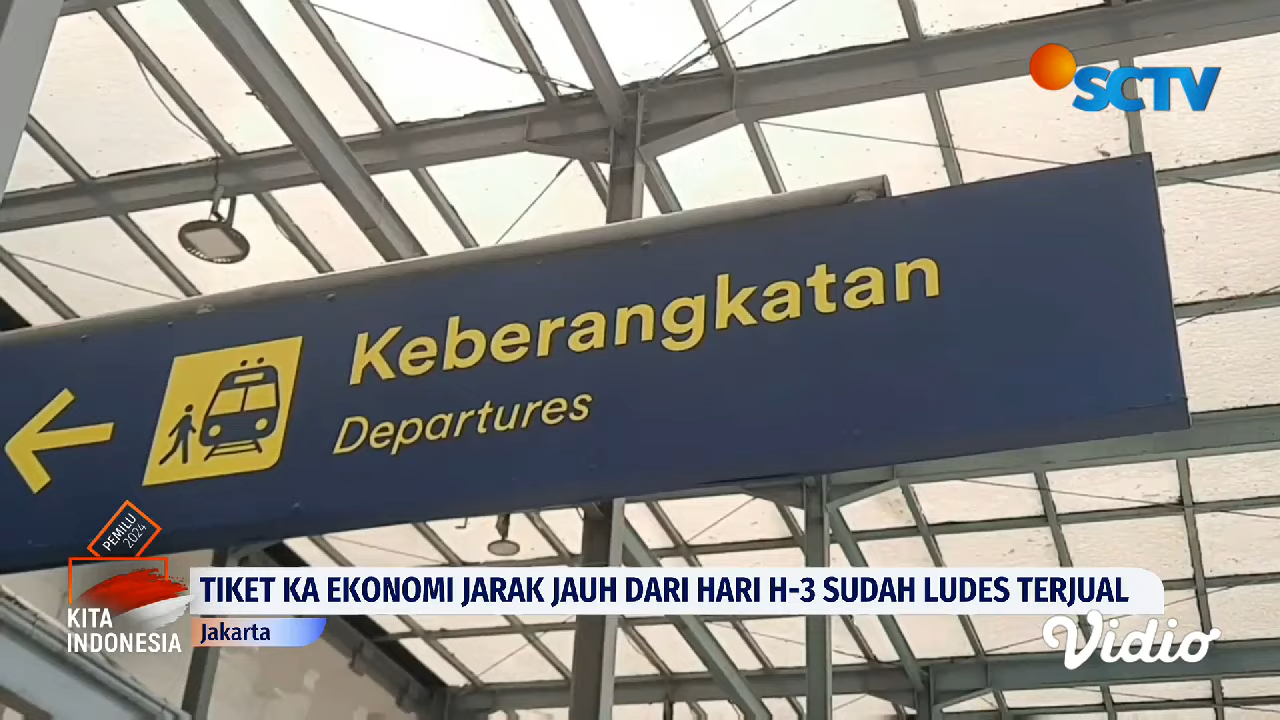 SCTV
Keberangkatan
Departures
PEMILU
2024
TIKET KA EKONOMI JARAK JAUH DARI HARI H-3 SUDAH LUDES TERJUAL
KITA
INDONESIA
Jakarta
Vidio